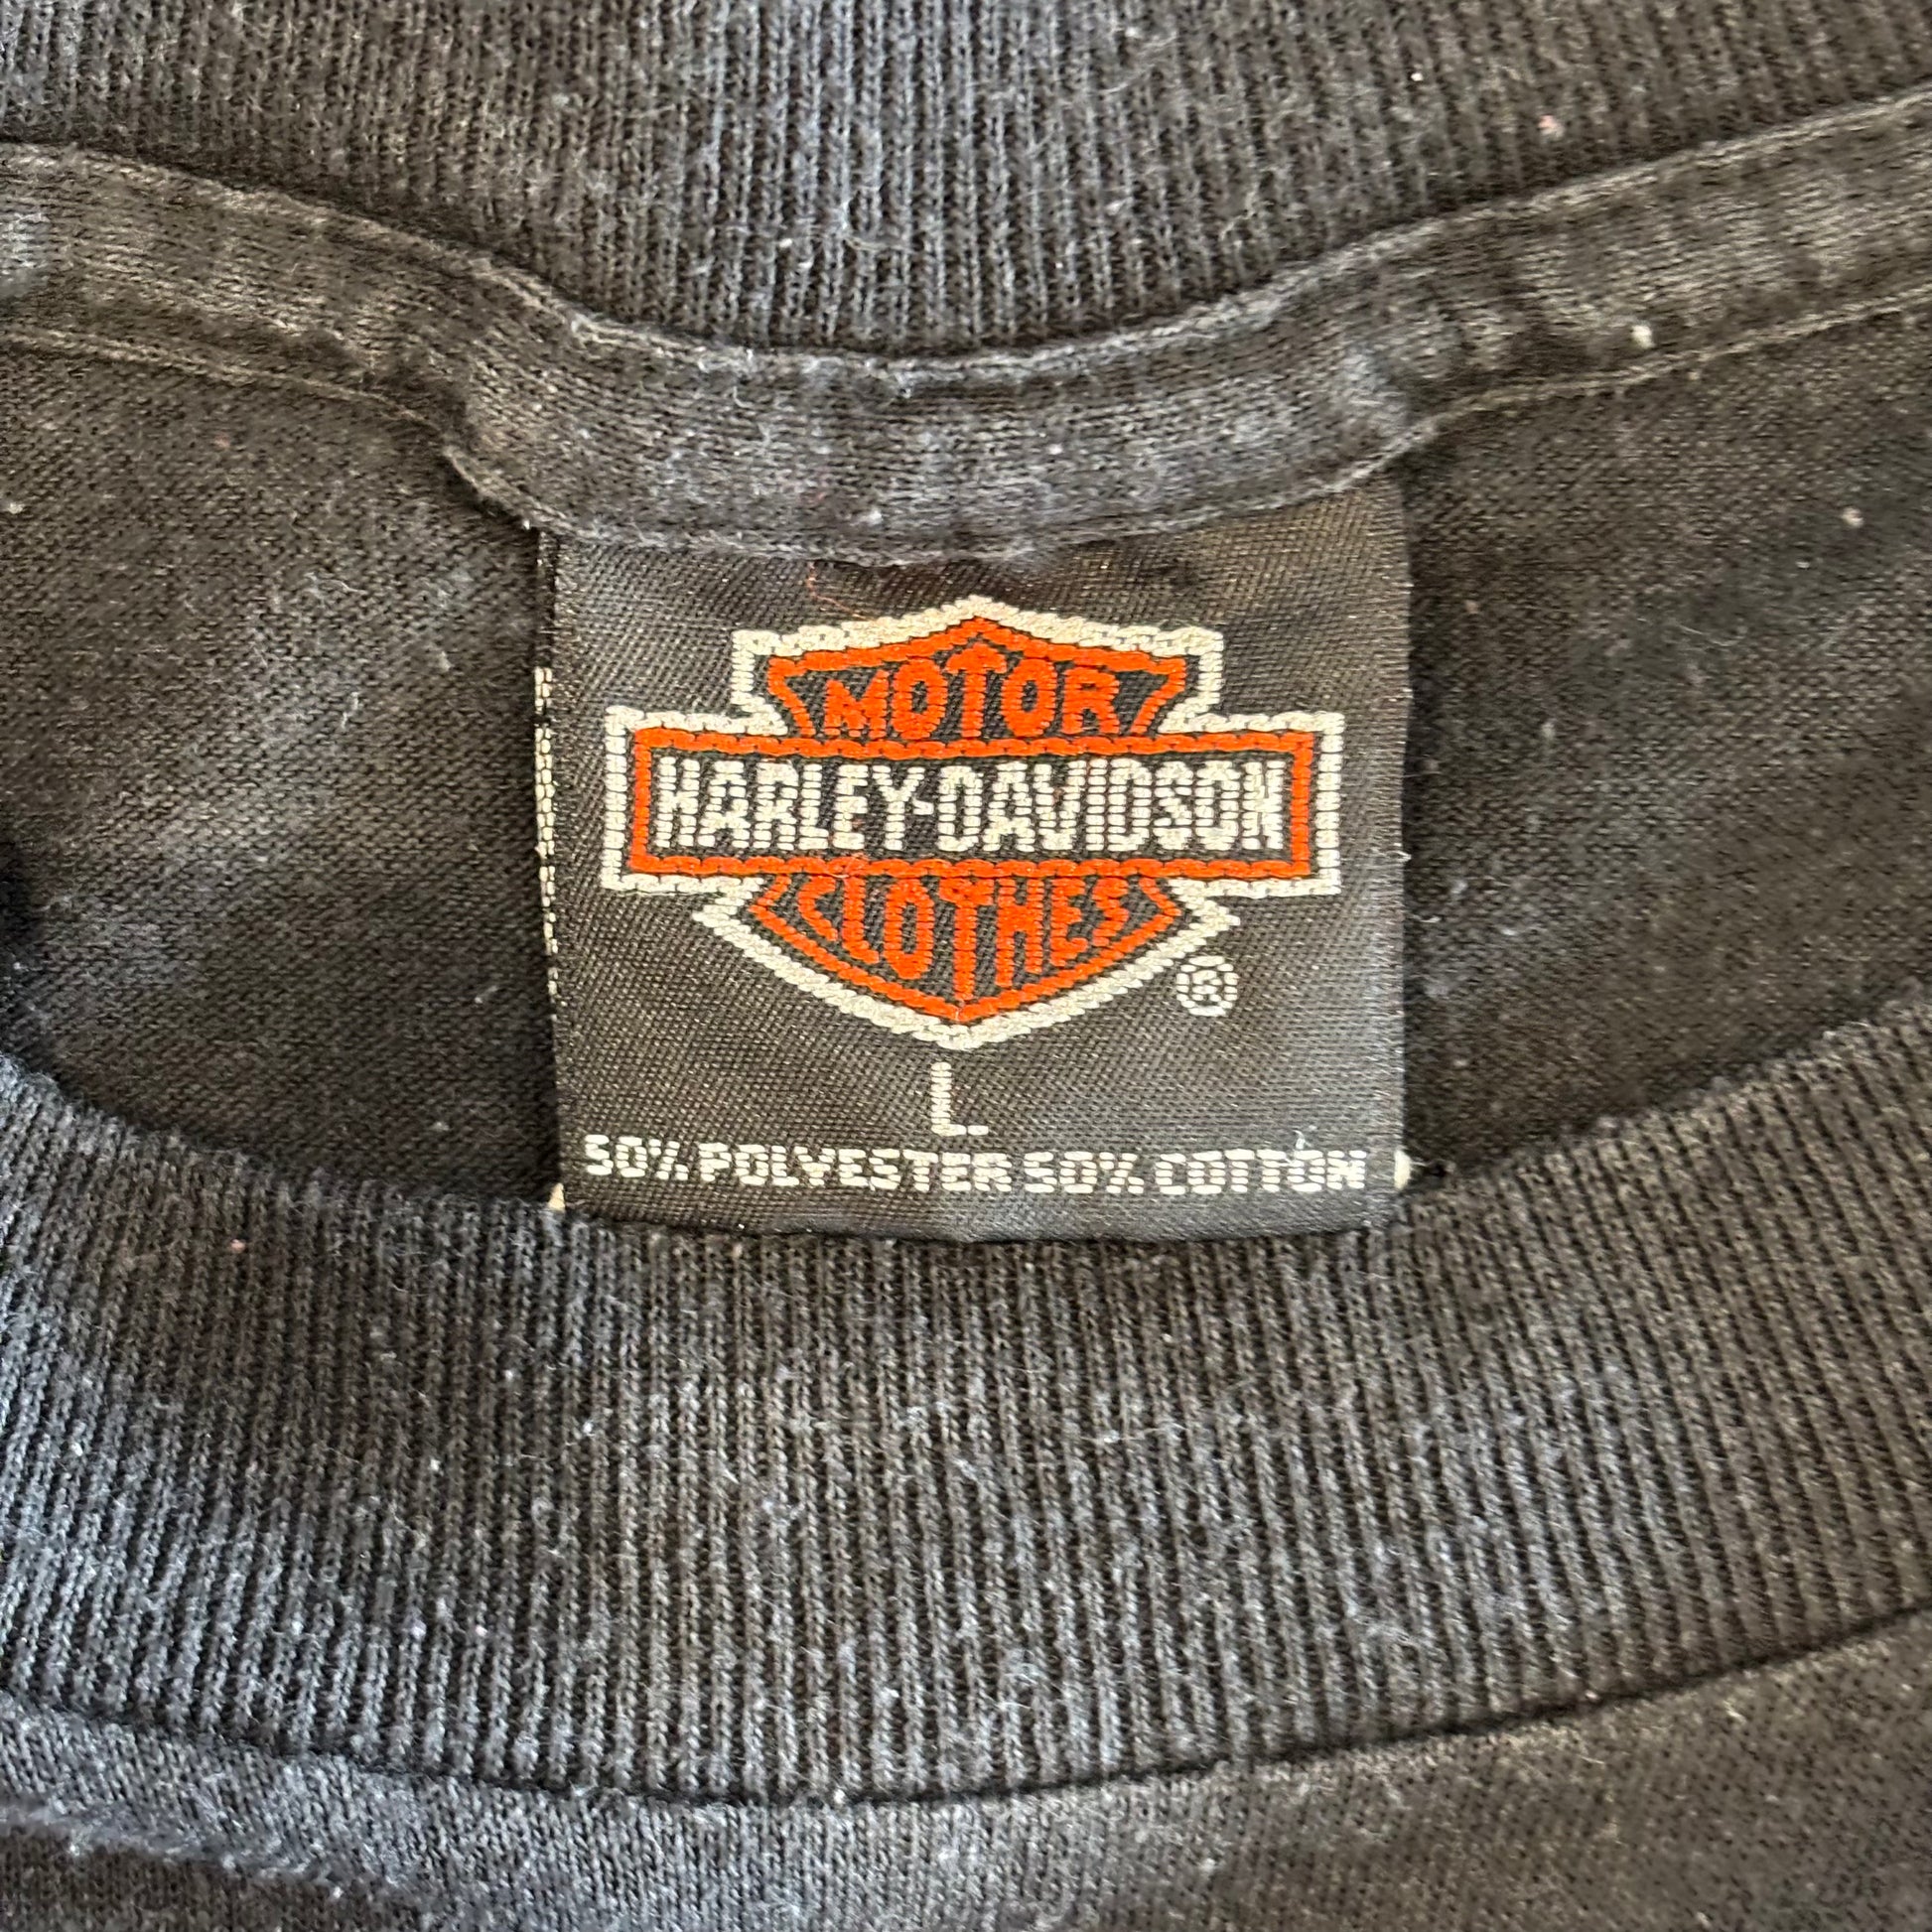 MOTOR
HARLEY-DAVIDSON
CLOTHES
®
L
50% POLYESTER 50% COTTON